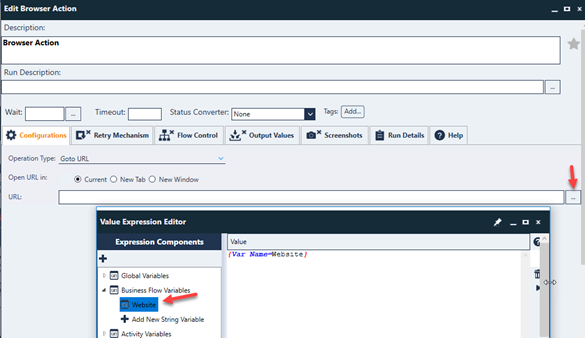 Edit Browser Action
Description:
Browser Action
Run Description:
...
Wait: ... Timeout: Status Converter: None Tags: Add...
Configurations Retry Mechanism Flow Control Output Values Screenshots Run Details Help
Operation Type: Goto URL
Open URL in: Current New Tab New Window
URL: ...
Value Expression Editor
Expression Components Value
{Var Name=Website}
Global Variables
Business Flow Variables
Website
Add New String Variable
Activity Variables